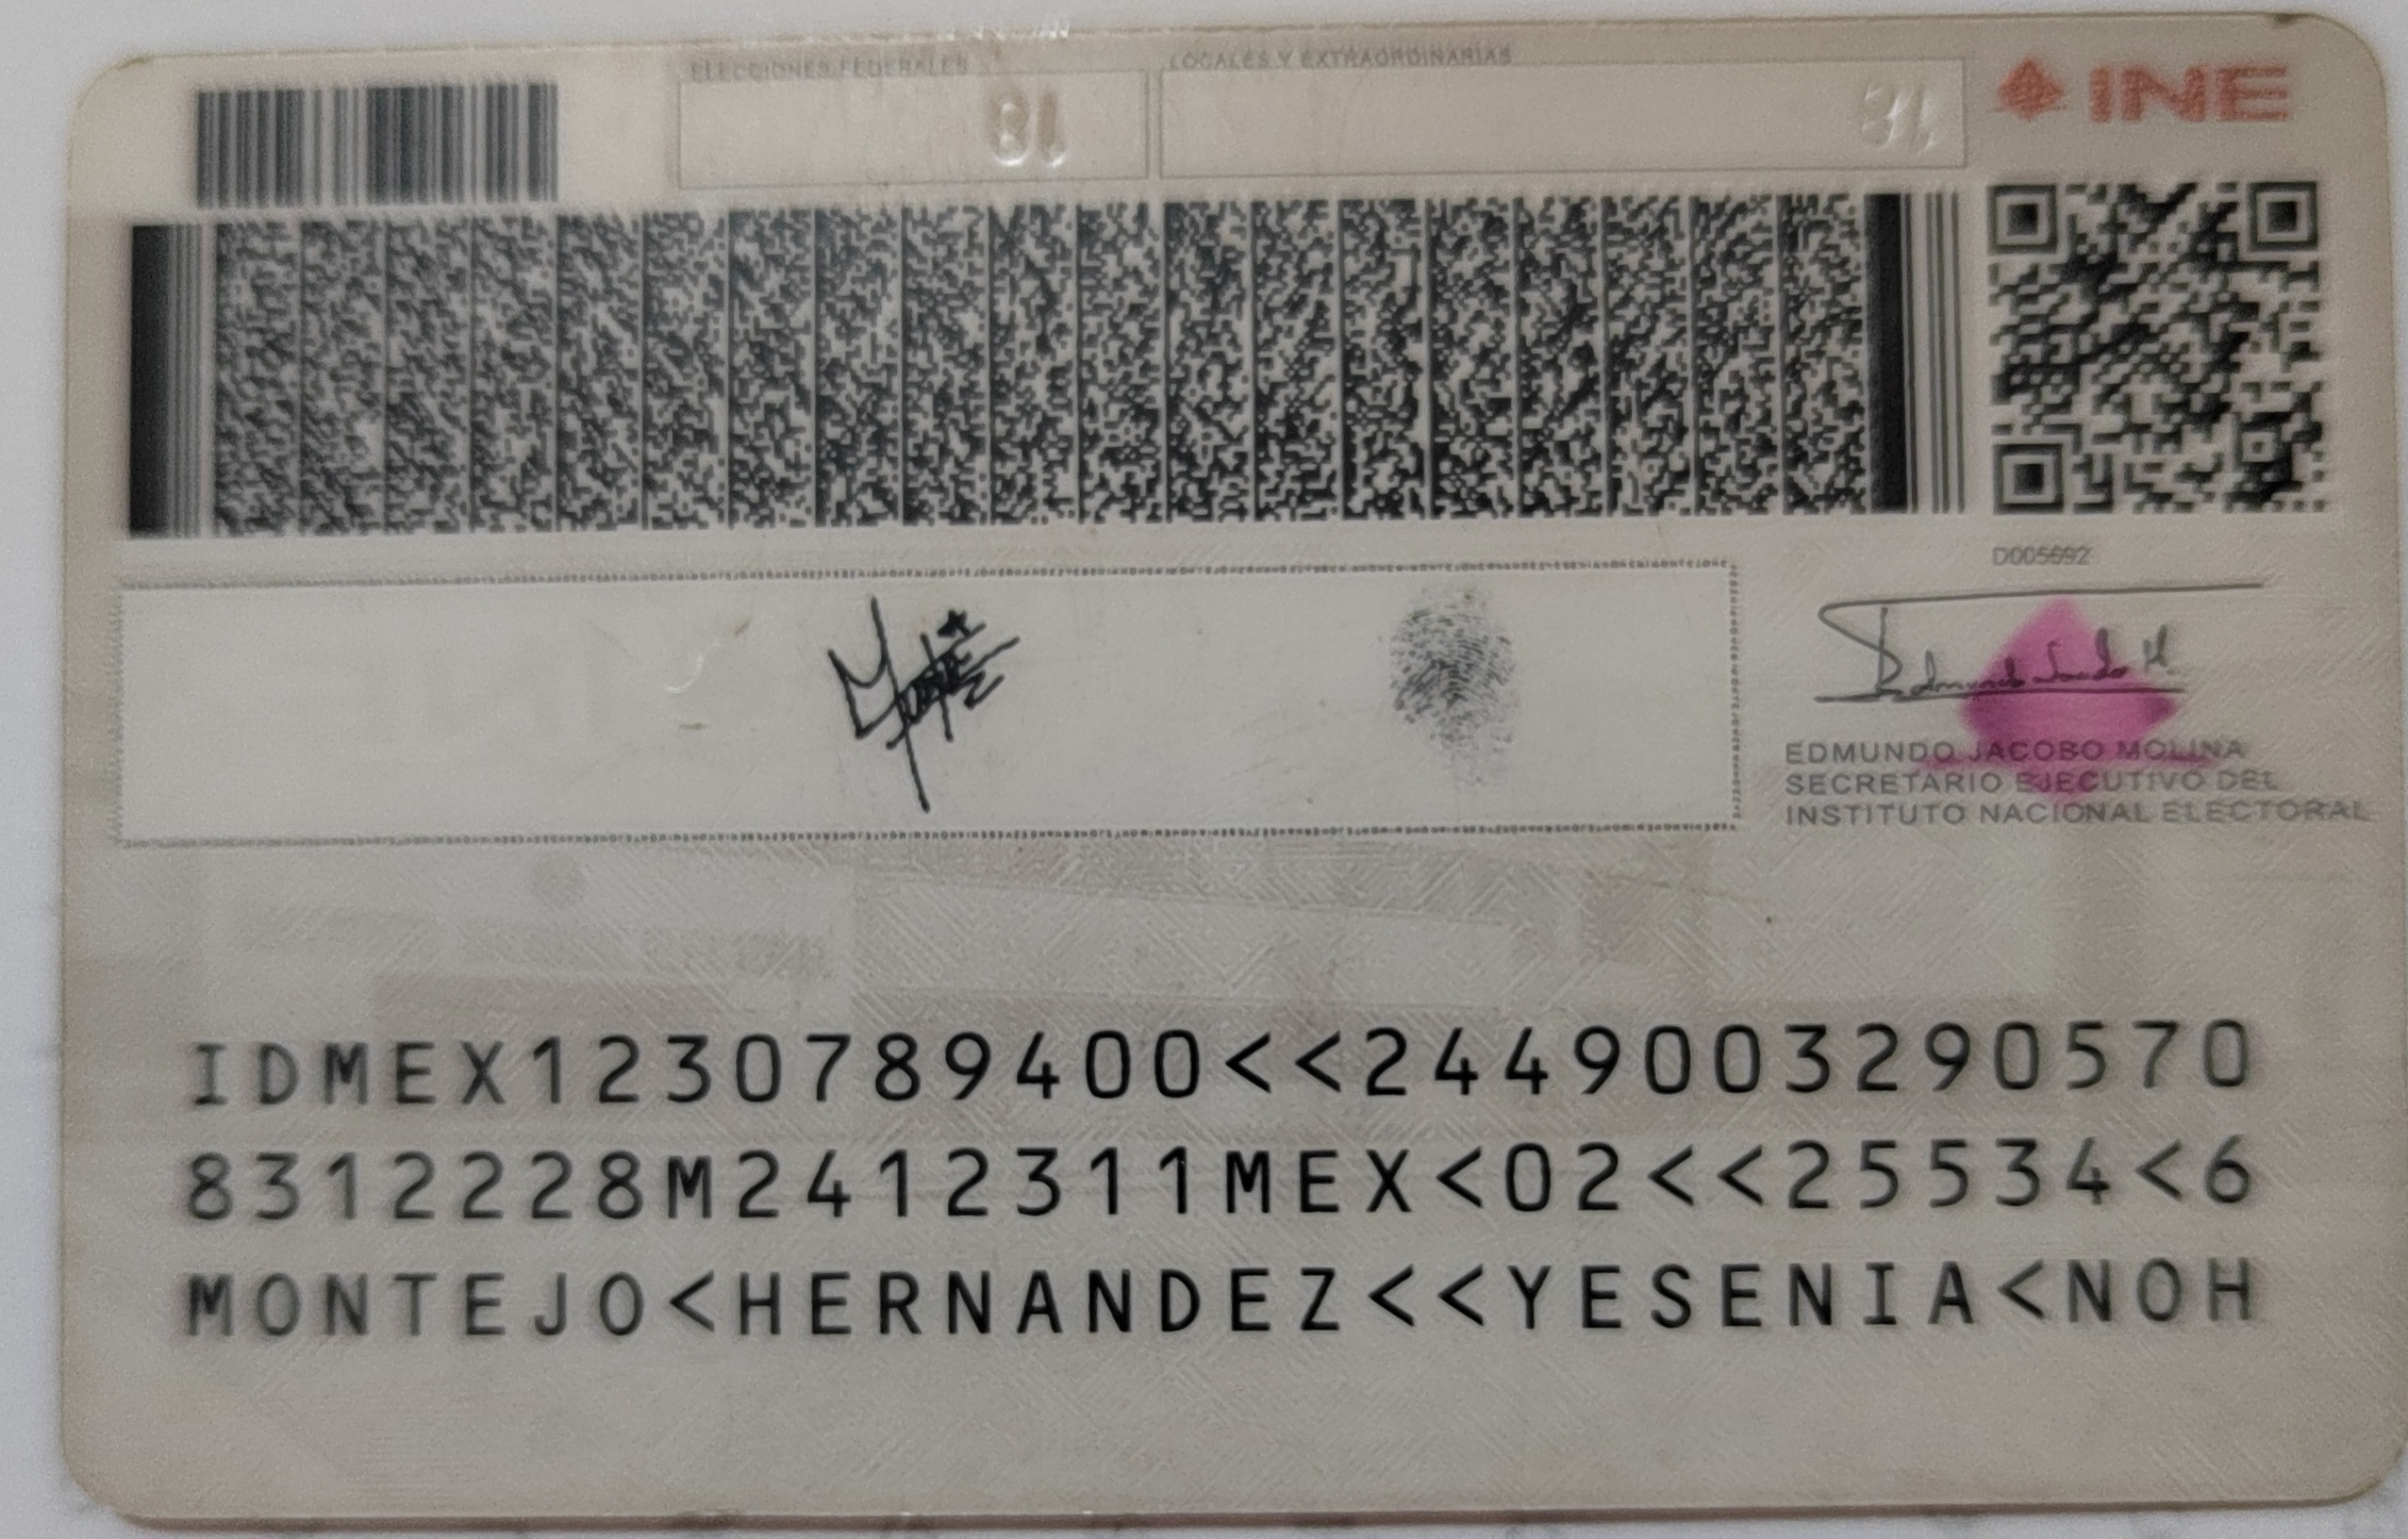 ELECCIONES FEDERALES
LOCALES Y EXTRAORDINARIAS
INE
18
D005692
EDMUNDO JACOBO MOLINA
SECRETARIO EJECUTIVO DEL
INSTITUTO NACIONAL ELECTORAL
IDMEX1230789400<<2449003290570
8312228M2412311MEX<02<<25534<6
MONTEJO<HERNANDEZ<<YESENIA<NOH